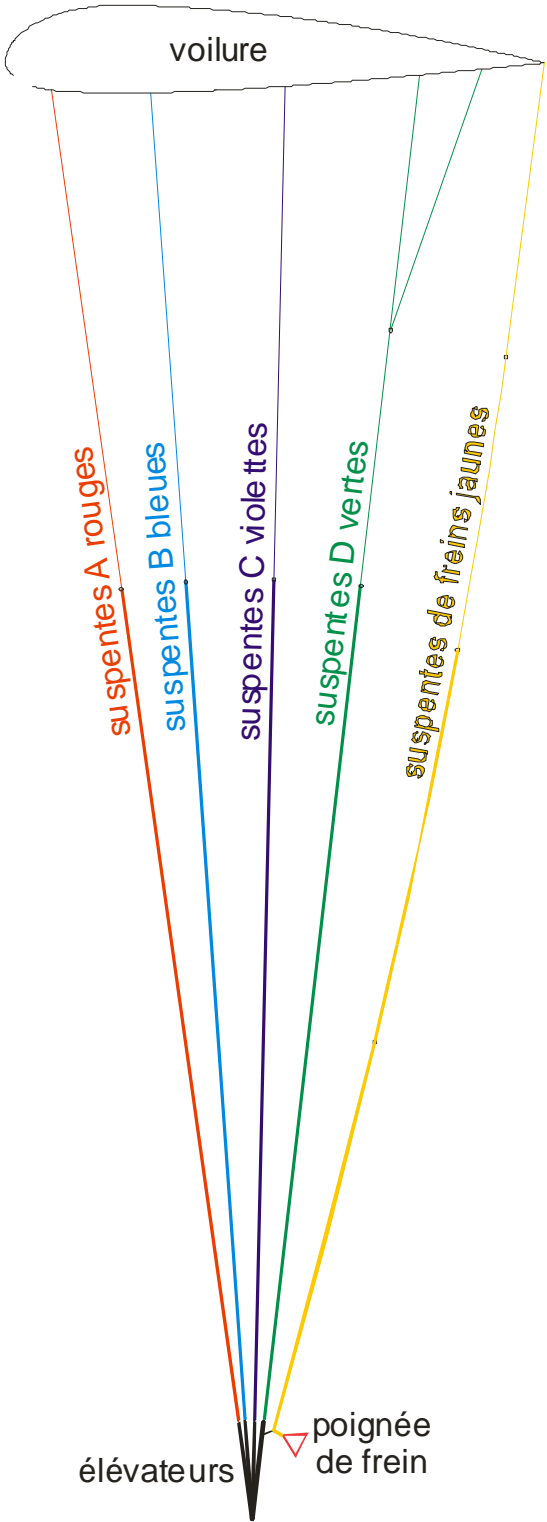 voilure
suspentes A rouges
suspentes B bleues
suspentes C violettes
suspentes D vertes
suspentes de freins jaunes
poignée
de frein
élévateurs